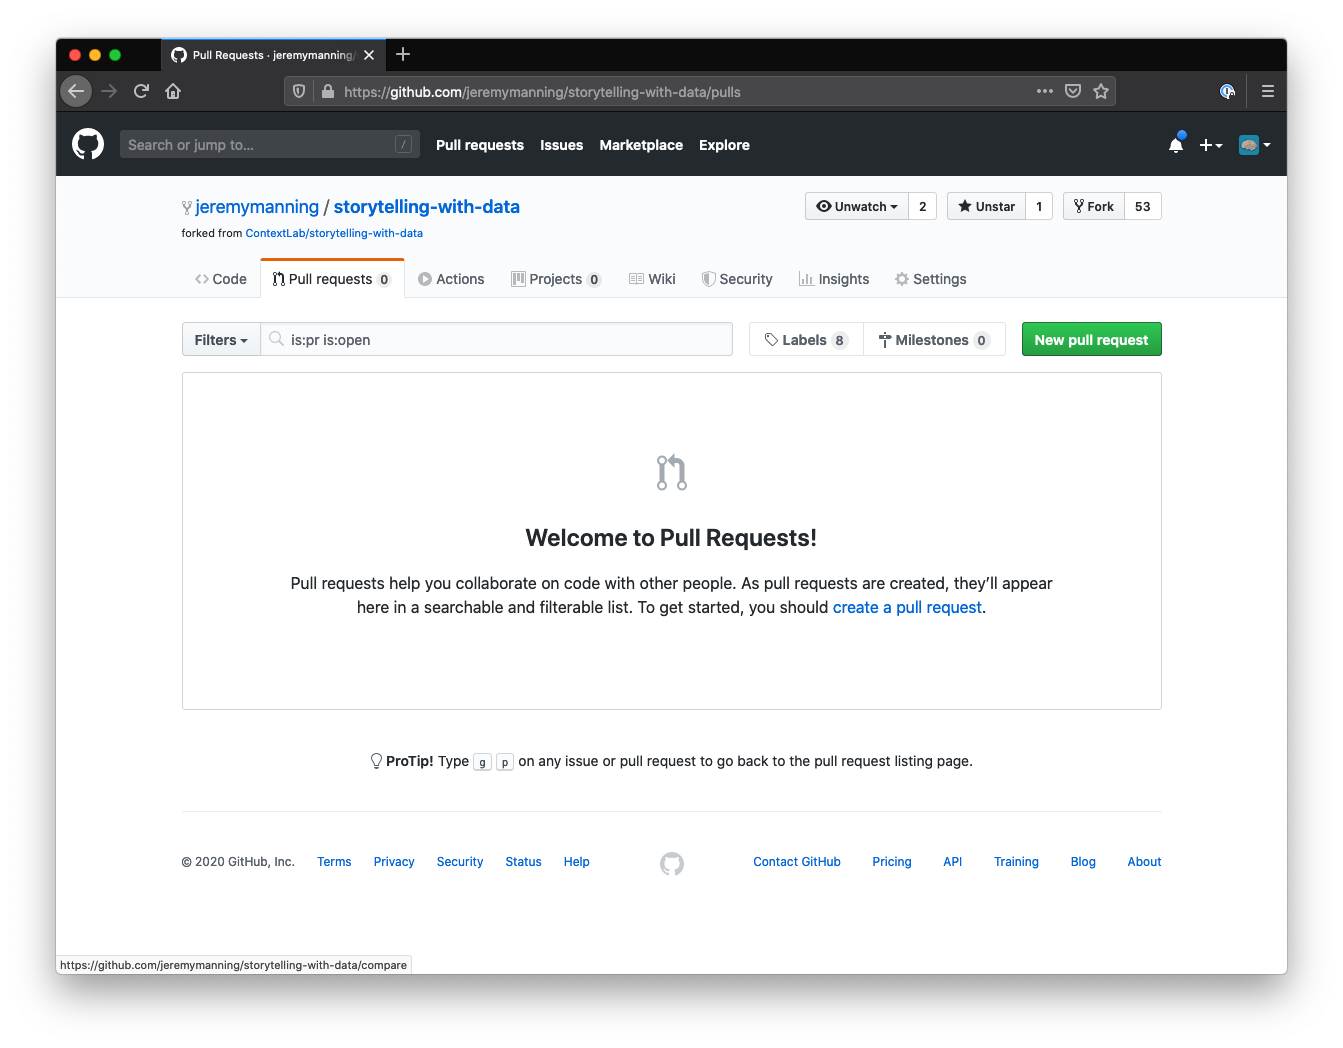 Pull Requests · jeremymanning/
https://github.com/jeremymanning/storytelling-with-data/pulls
Search or jump to... / Pull requests Issues Marketplace Explore
jeremymanning / storytelling-with-data Unwatch 2 Unstar 1 Fork 53
forked from ContextLab/storytelling-with-data
Code Pull requests 0 Actions Projects 0 Wiki Security Insights Settings
Filters is:pr is:open Labels 8 Milestones 0 New pull request
Welcome to Pull Requests!
Pull requests help you collaborate on code with other people. As pull requests are created, they’ll appear
here in a searchable and filterable list. To get started, you should create a pull request.
ProTip! Type g p on any issue or pull request to go back to the pull request listing page.
© 2020 GitHub, Inc. Terms Privacy Security Status Help Contact GitHub Pricing API Training Blog About
https://github.com/jeremymanning/storytelling-with-data/compare